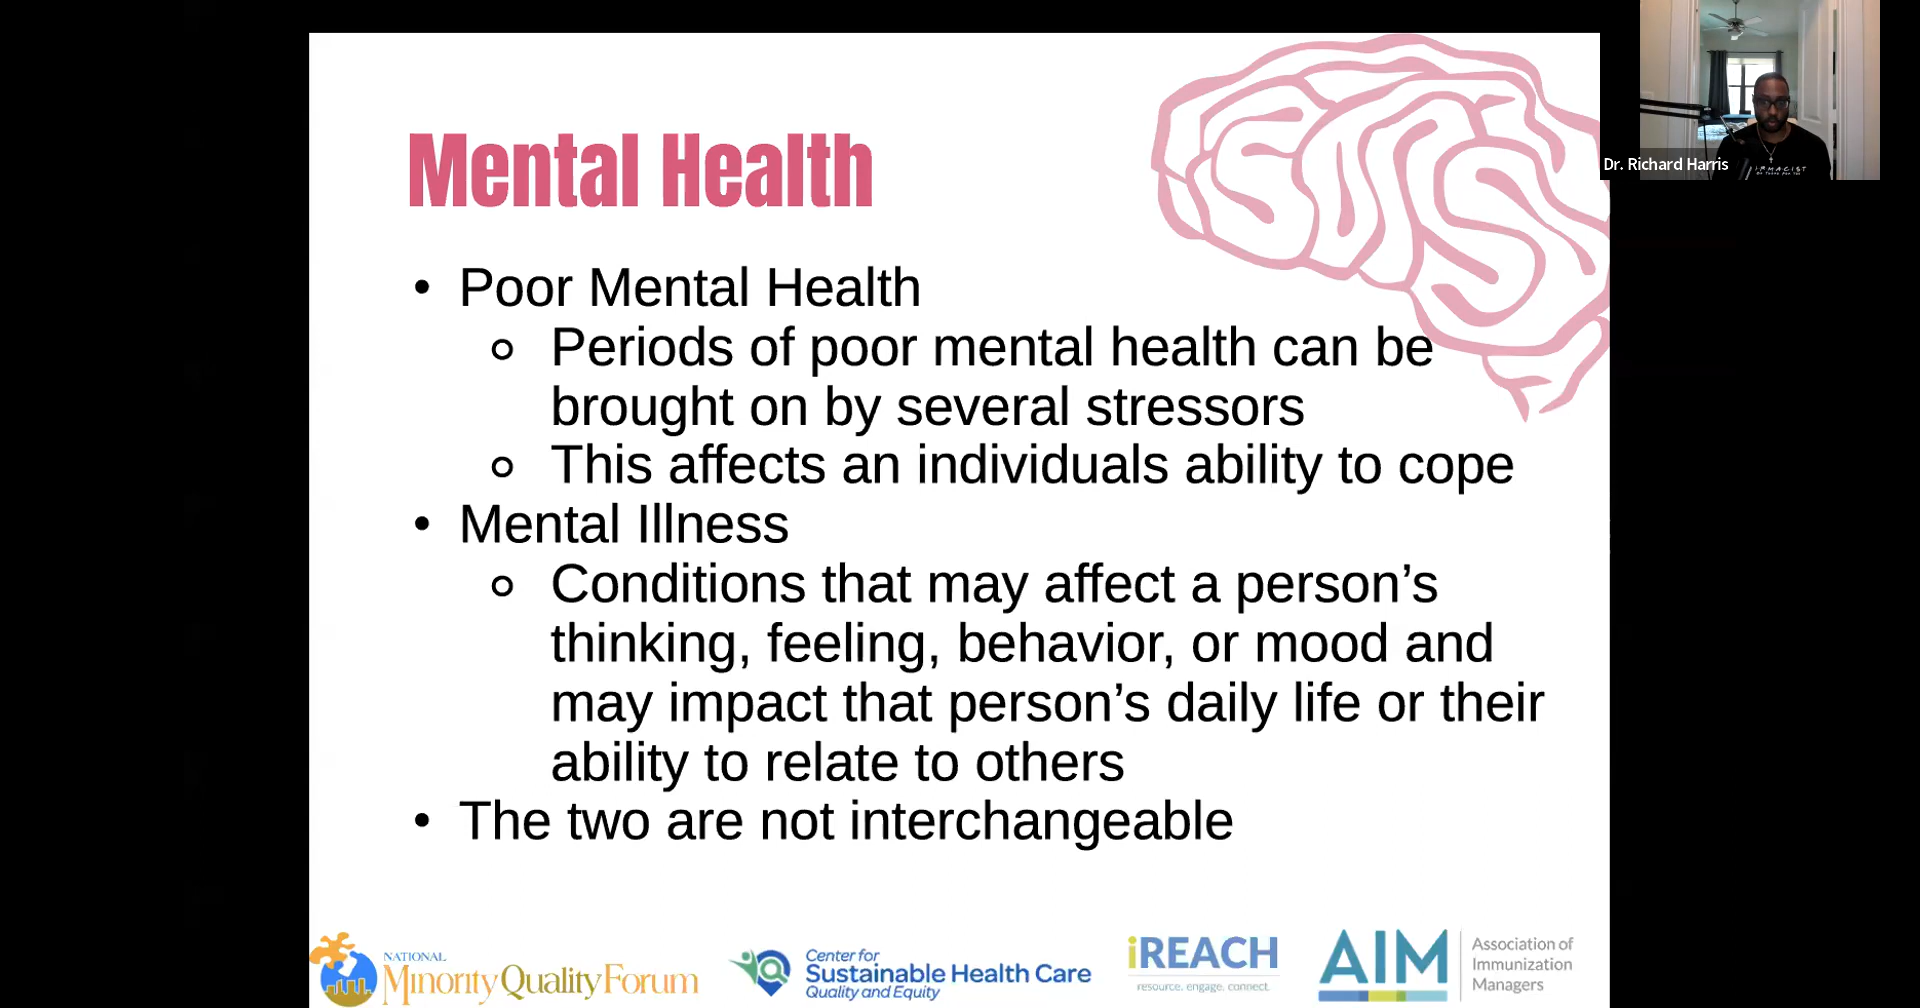 Mental Health
• Poor Mental Health
Periods of poor mental health can be
brought on by several stressors
This affects an individuals ability to cope
• Mental Illness
Conditions that may affect a person’s
thinking, feeling, behavior, or mood and
may impact that person’s daily life or their
ability to relate to others
• The two are not interchangeable
Dr. Richard Harris
NATIONAL
Minority Quality Forum
Center for
Sustainable Health Care
Quality and Equity
iREACH
resource. engage. connect.
AIM
Association of
Immunization
Managers